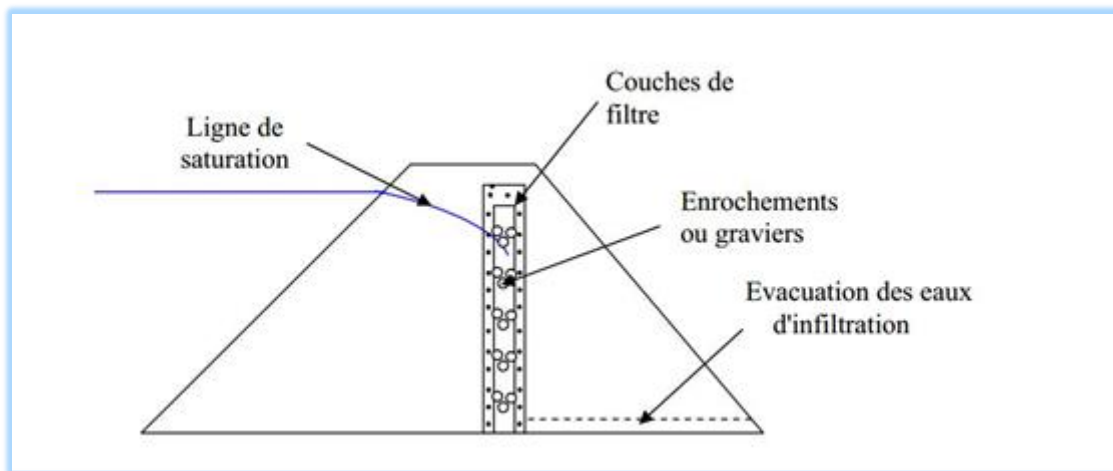 Couches de
filtre
Ligne de
saturation
Enrochements
ou graviers
Evacuation des eaux
d'infiltration